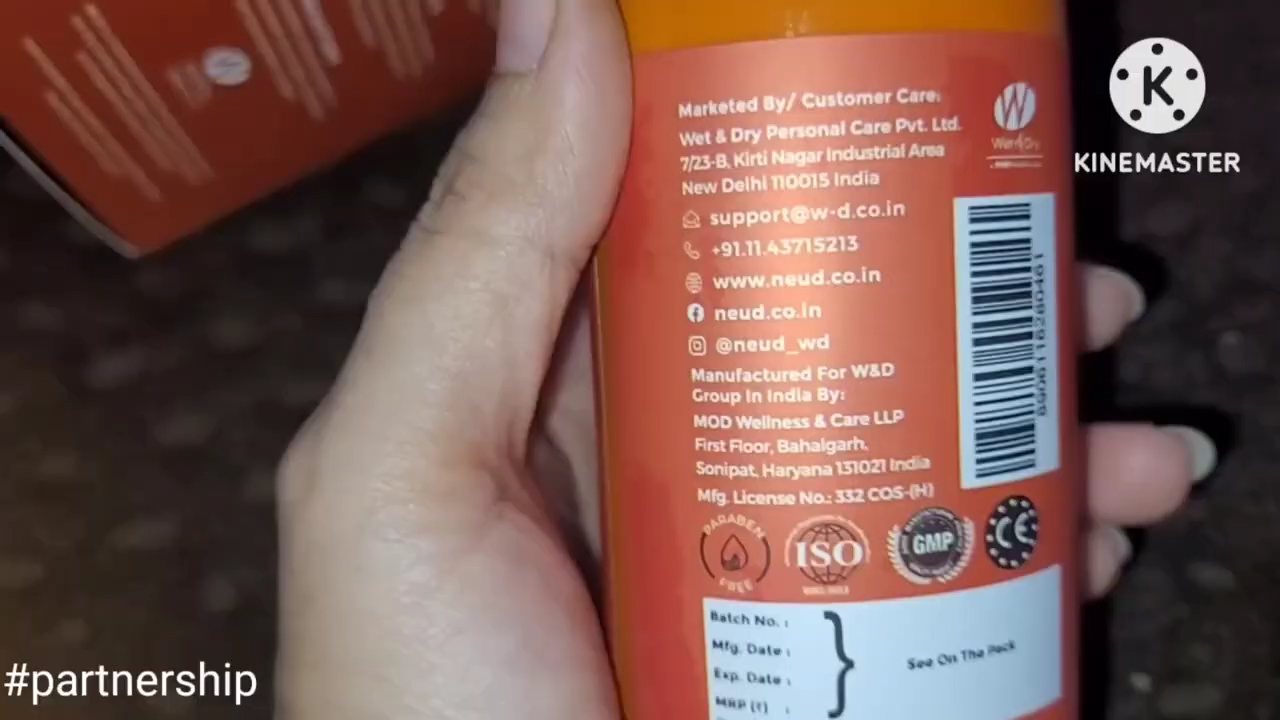 Marketed By/ Customer Care:
Wet & Dry Personal Care Pvt. Ltd.
7/23-B, Kirti Nagar Industrial Area
New Delhi 110015 India
support@w-d.co.in
+91.11.43715213
www.neud.co.in
neud.co.in
@neud_wd
Manufactured For W&D
Group In India By:
MOD Wellness & Care LLP
First Floor, Bahalgarh,
Sonipat, Haryana 131021 India
Mfg. License No.: 332 COS-(H)
PARABEN
FREE
ISO
GMP
CE
Batch No. :
Mfg. Date :
Exp. Date :
MRP (₹) :
See On The Pack
W
Wet & Dry
K
KINEMASTER
#partnership